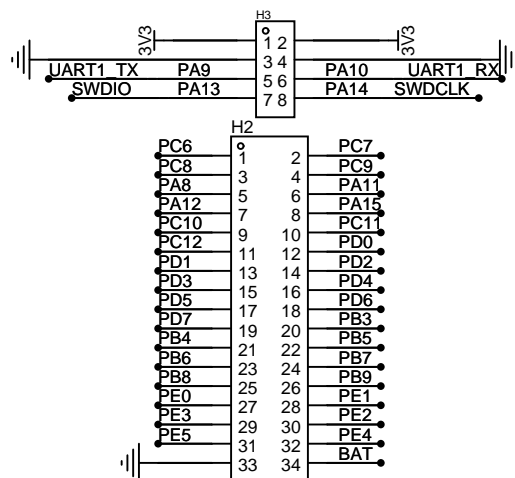 H3
3V3 1 2 3V3
3 4
UART1_TX PA9 5 6 PA10 UART1_RX
SWDIO PA13 7 8 PA14 SWDCLK
H2
PC6 1 2 PC7
PC8 3 4 PC9
PA8 5 6 PA11
PA12 7 8 PA15
PC10 9 10 PC11
PC12 11 12 PD0
PD1 13 14 PD2
PD3 15 16 PD4
PD5 17 18 PD6
PD7 19 20 PB3
PB4 21 22 PB5
PB6 23 24 PB7
PB8 25 26 PB9
PE0 27 28 PE1
PE3 29 30 PE2
PE5 31 32 PE4
33 34 BAT